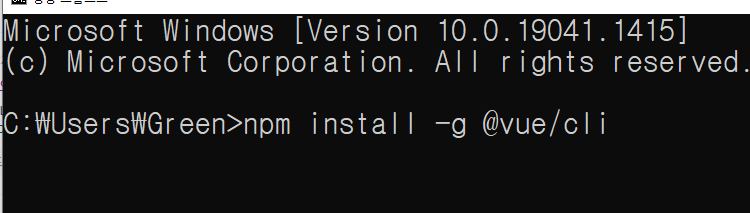 Microsoft Windows [Version 10.0.19041.1415]
(c) Microsoft Corporation. All rights reserved.
C:₩Users₩Green>npm install -g @vue/cli